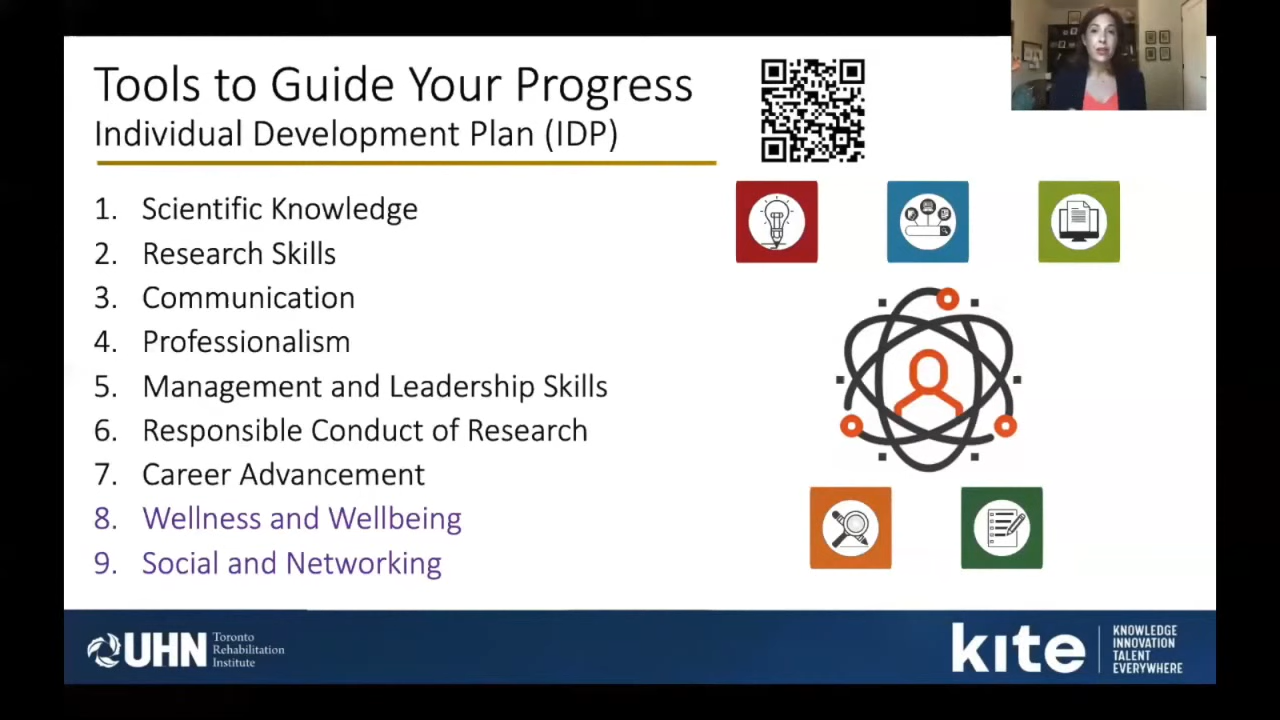 Tools to Guide Your Progress
Individual Development Plan (IDP)
1. Scientific Knowledge
2. Research Skills
3. Communication
4. Professionalism
5. Management and Leadership Skills
6. Responsible Conduct of Research
7. Career Advancement
8. Wellness and Wellbeing
9. Social and Networking
UHN
Toronto
Rehabilitation
Institute
kite
KNOWLEDGE
INNOVATION
TALENT
EVERYWHERE